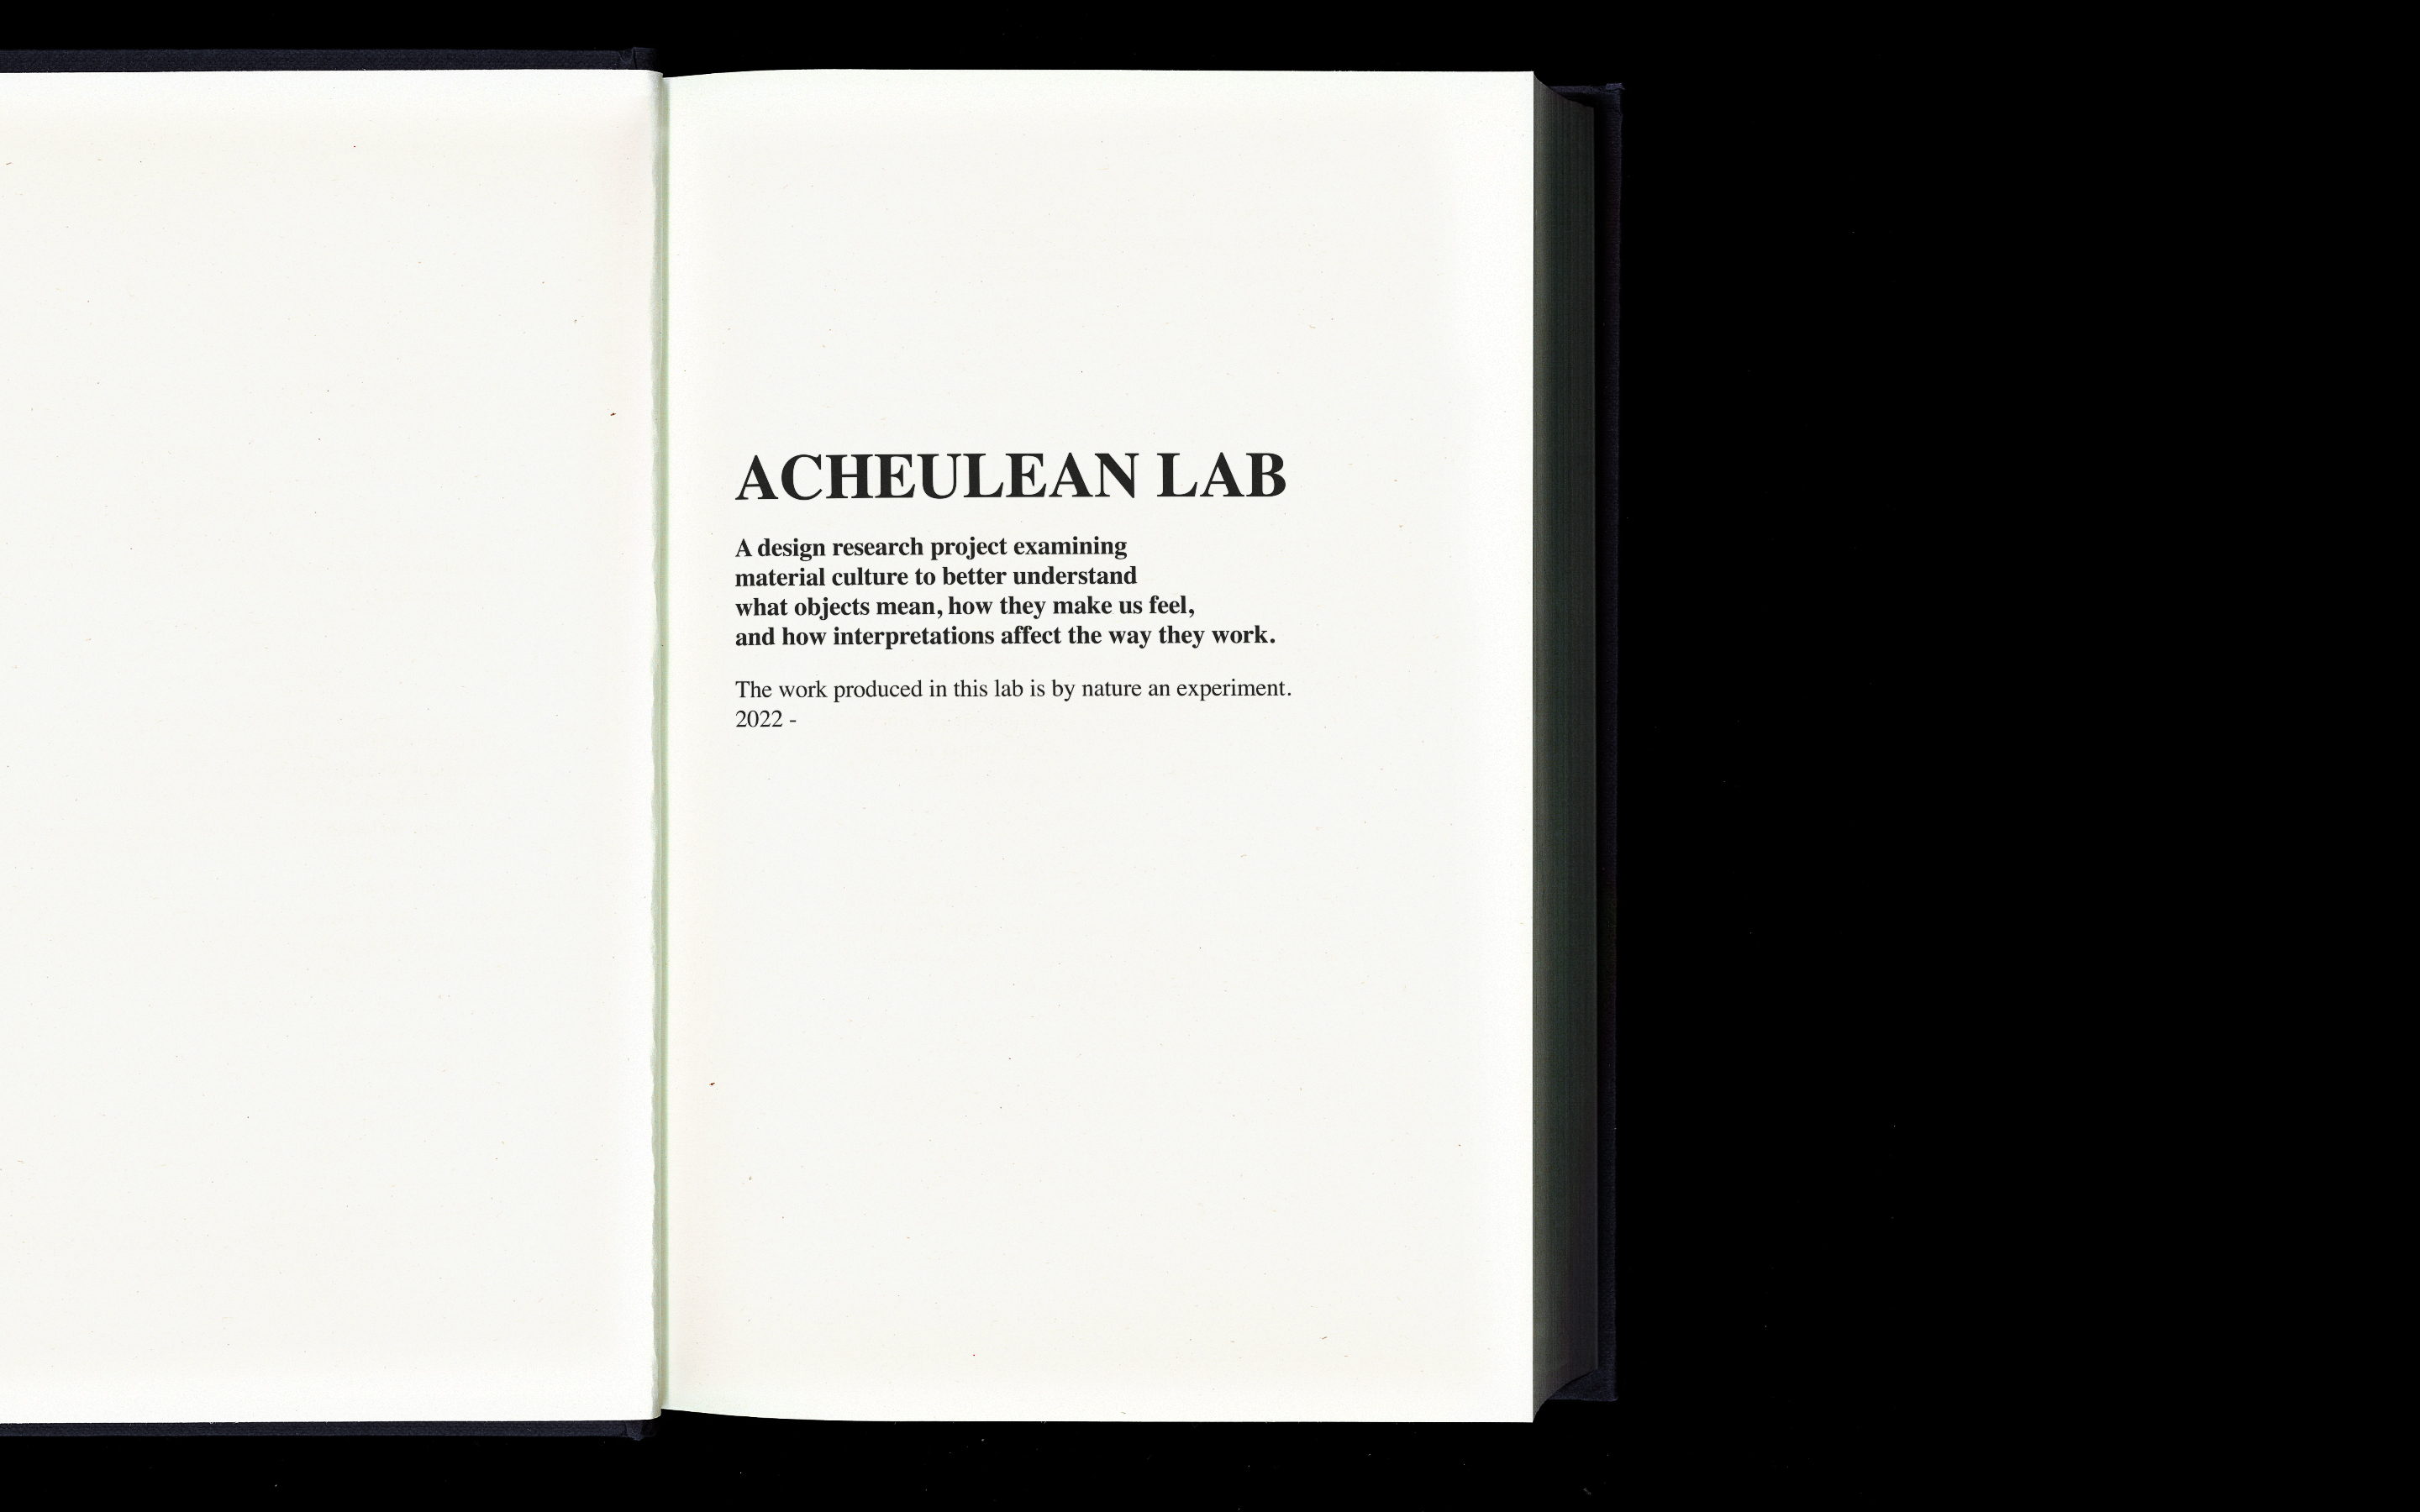 ACHEULEAN LAB
A design research project examining
material culture to better understand
what objects mean, how they make us feel,
and how interpretations affect the way they work.
The work produced in this lab is by nature an experiment.
2022 -